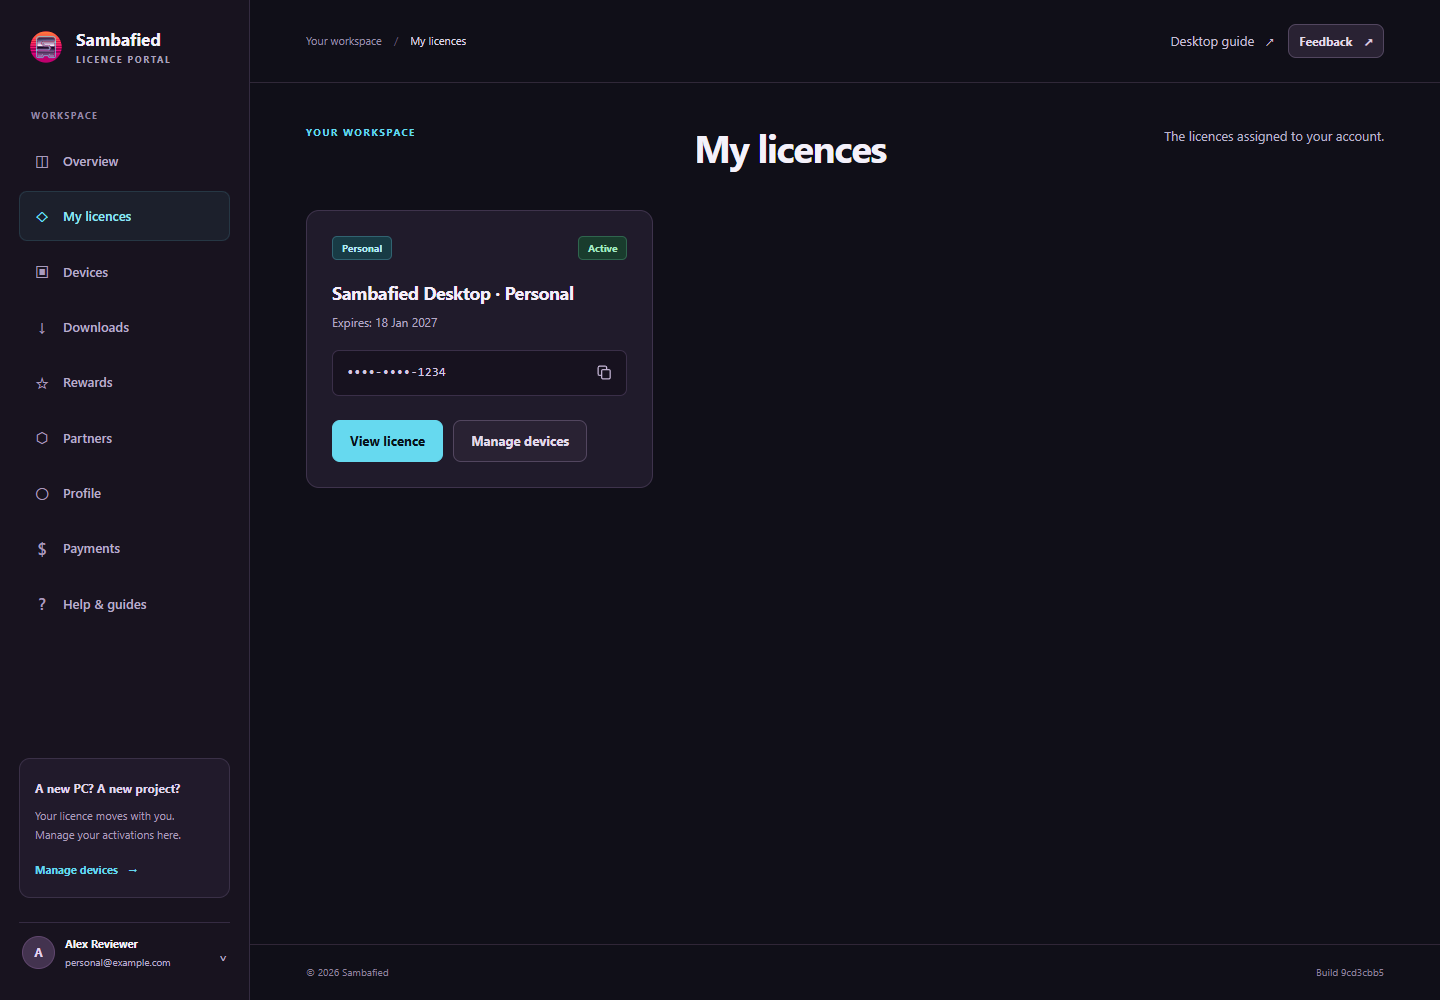 Sambafied
LICENCE PORTAL
WORKSPACE
Overview
My licences
Devices
Downloads
Rewards
Partners
Profile
$ Payments
? Help & guides
A new PC? A new project?
Your licence moves with you.
Manage your activations here.
Manage devices →
A
Alex Reviewer
personal@example.com
Your workspace / My licences
Desktop guide ↗
Feedback ↗
YOUR WORKSPACE
My licences
The licences assigned to your account.
Personal
Active
Sambafied Desktop · Personal
Expires: 18 Jan 2027
••••-••••-1234
View licence
Manage devices
© 2026 Sambafied
Build 9cd3cbb5